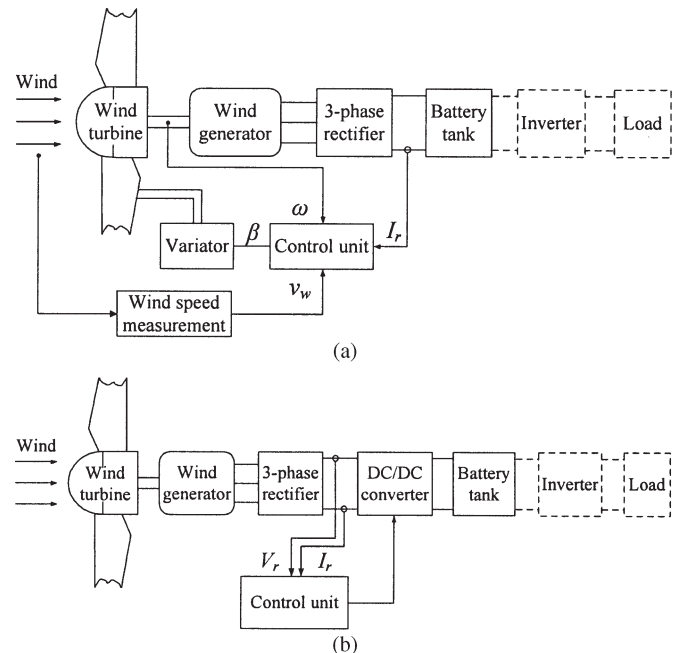 Wind
Wind turbine
Wind generator
3-phase rectifier
Battery tank
Inverter
Load
ω
I_r
Variator
β
Control unit
v_w
Wind speed measurement
(a)
Wind
Wind turbine
Wind generator
3-phase rectifier
DC/DC converter
Battery tank
Inverter
Load
V_r
I_r
Control unit
(b)